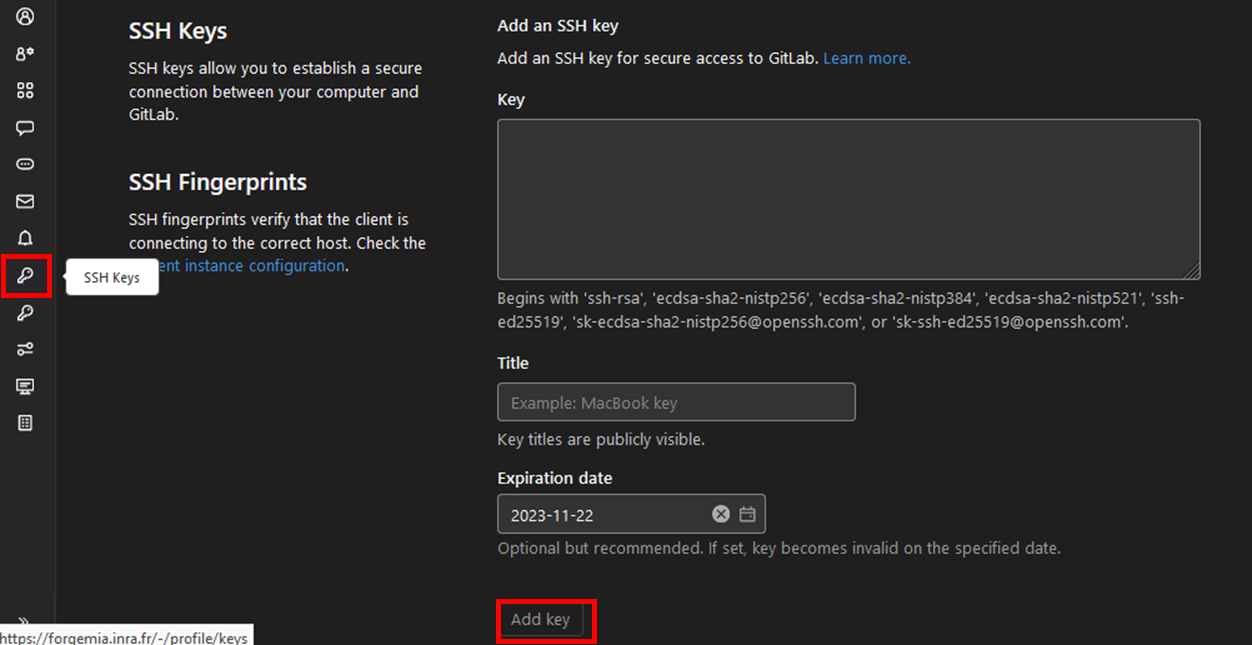 SSH Keys
SSH keys allow you to establish a secure
connection between your computer and
GitLab.
SSH Fingerprints
SSH fingerprints verify that the client is
connecting to the correct host. Check the
ent instance configuration.
SSH Keys
Add an SSH key
Add an SSH key for secure access to GitLab. Learn more.
Key
Begins with 'ssh-rsa', 'ecdsa-sha2-nistp256', 'ecdsa-sha2-nistp384', 'ecdsa-sha2-nistp521', 'ssh-
ed25519', 'sk-ecdsa-sha2-nistp256@openssh.com', or 'sk-ssh-ed25519@openssh.com'.
Title
Example: MacBook key
Key titles are publicly visible.
Expiration date
2023-11-22
Optional but recommended. If set, key becomes invalid on the specified date.
Add key
https://forgemia.inra.fr/-/profile/keys